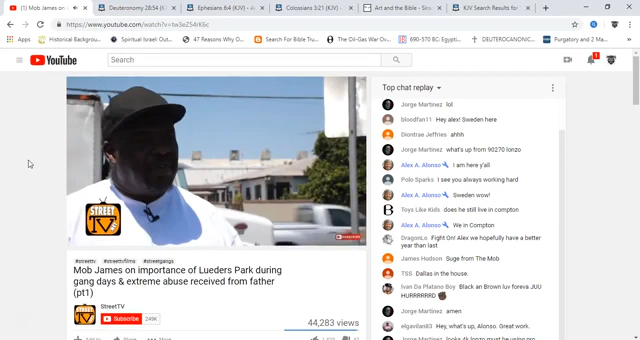 (1) Mob James on
Deuteronomy 28:54 (KJV) -
Ephesians 6:4 (KJV)
Colossians 3:21 (KJV)
Art and the Bible
KJV Search Results for
https://www.youtube.com/watch?v=tw3eZ54rK6c
Apps
Historical Background
Spiritual Israel: Out
47 Reasons Why O
Search For Bible Tru
The Oil-Gas War Ov
690-570 BC: Egypti
DEUTEROCANONIC
Purgatory and 2 Ma
YouTube
Search
1
Top chat replay
Jorge Martinez lol
bloodfan11 Hey alex! Sweden here
Diontrae Jeffries ahhh
Jorge Martinez what's up from 90270 lonzo
Alex A. Alonso I am here y'all
Polo Sparks I see you always working hard
Alex A. Alonso Sweden wow!
Toys Like Kids does he still live in compton
Alex A. Alonso We in Compton
DragonLo Fight On! Alex we hopefully have a better
year than last
James Hudson Suge from The Mob
TSS Dallas in the house.
Ivan Da Platano Boy Black an Brown luv foreva JUU
HURRRRRRD
Jorge Martinez amen
elgavilan83 Hey, what's up, Alonso. Great work.
STREET
TV
#streettv #streettvfilms #streetgangs
Mob James on importance of Lueders Park during
gang days & extreme abuse received from father
(pt1)
StreetTV
Subscribe 249K
44,283 views